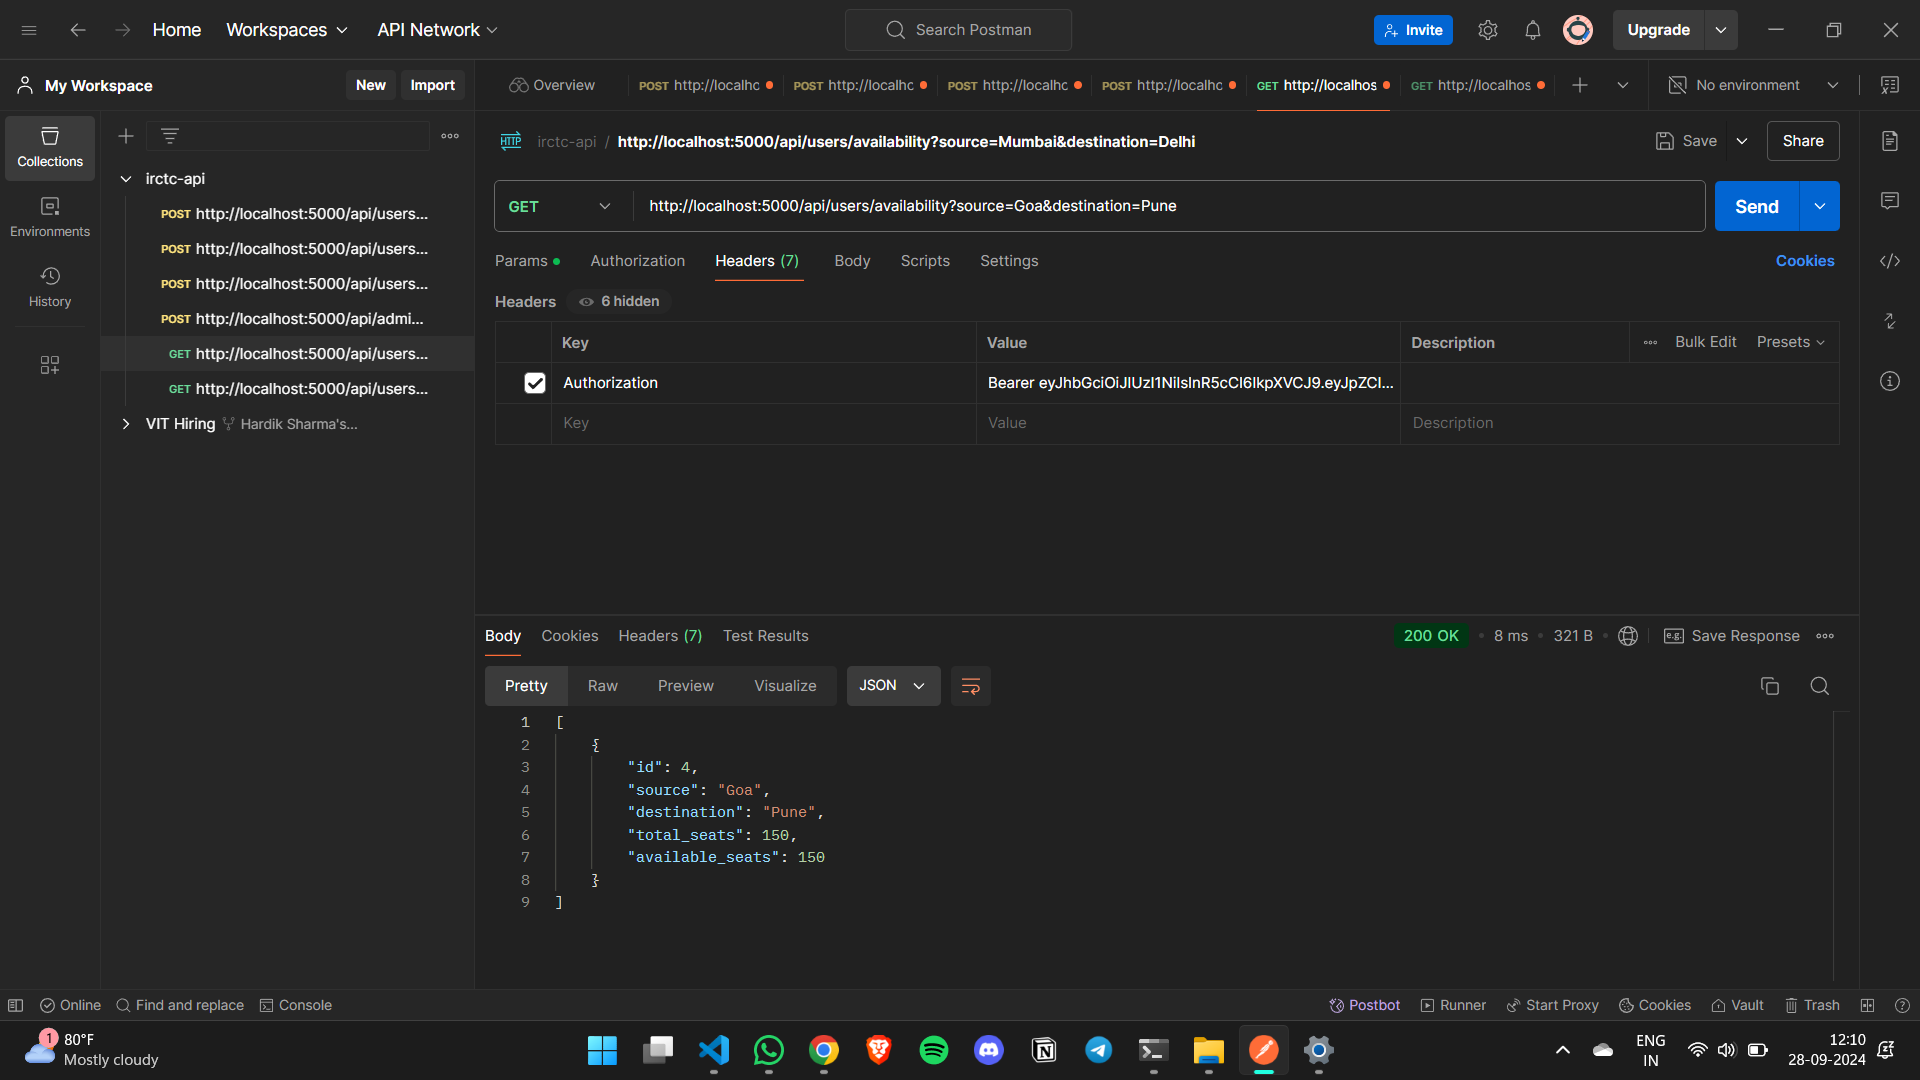 Home Workspaces API Network Search Postman Invite Upgrade
My Workspace New Import
Overview POST http://localhc POST http://localhc POST http://localhc POST http://localhc GET http://localhos GET http://localhos No environment
Collections
Environments
History
irctc-api
POST http://localhost:5000/api/users...
POST http://localhost:5000/api/users...
POST http://localhost:5000/api/users...
POST http://localhost:5000/api/admi...
GET http://localhost:5000/api/users...
GET http://localhost:5000/api/users...
VIT Hiring Hardik Sharma's...
HTTP irctc-api / http://localhost:5000/api/users/availability?source=Mumbai&destination=Delhi Save Share
GET http://localhost:5000/api/users/availability?source=Goa&destination=Pune Send
Params Authorization Headers (7) Body Scripts Settings Cookies
Headers 6 hidden
Key Value Description Bulk Edit Presets
Authorization Bearer eyJhbGciOiJIUzI1NiIsInR5cCI6IkpXVCJ9.eyJpZCI...
Key Value Description
Body Cookies Headers (7) Test Results 200 OK 8 ms 321 B e.g. Save Response
Pretty Raw Preview Visualize JSON
1 [
2 {
3 "id": 4,
4 "source": "Goa",
5 "destination": "Pune",
6 "total_seats": 150,
7 "available_seats": 150
8 }
9 ]
Online Find and replace Console Postbot Runner Start Proxy Cookies Vault Trash
1 80°F
Mostly cloudy
ENG
IN
12:10
28-09-2024